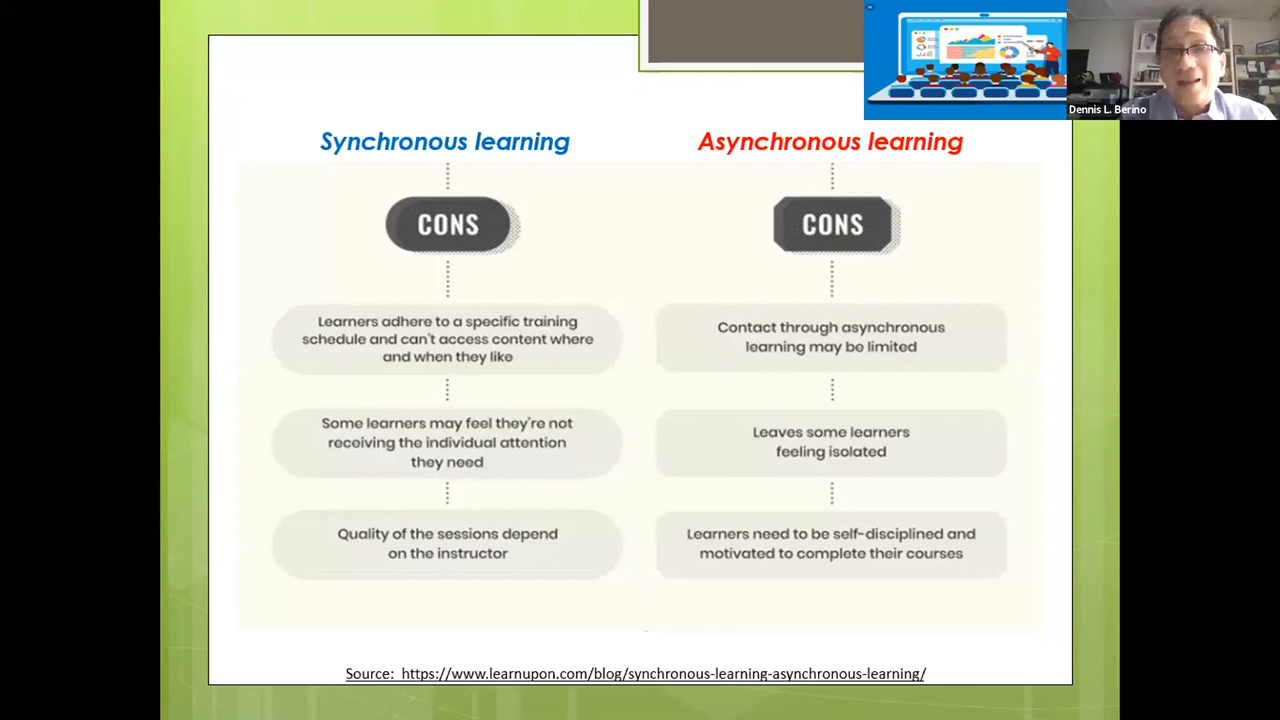 Dennis L. Berino
Synchronous learning
Asynchronous learning
CONS
Learners adhere to a specific training
schedule and can't access content where
and when they like
Some learners may feel they're not
receiving the individual attention
they need
Quality of the sessions depend
on the instructor
CONS
Contact through asynchronous
learning may be limited
Leaves some learners
feeling isolated
Learners need to be self-disciplined and
motivated to complete their courses
Source: https://www.learnupon.com/blog/synchronous-learning-asynchronous-learning/